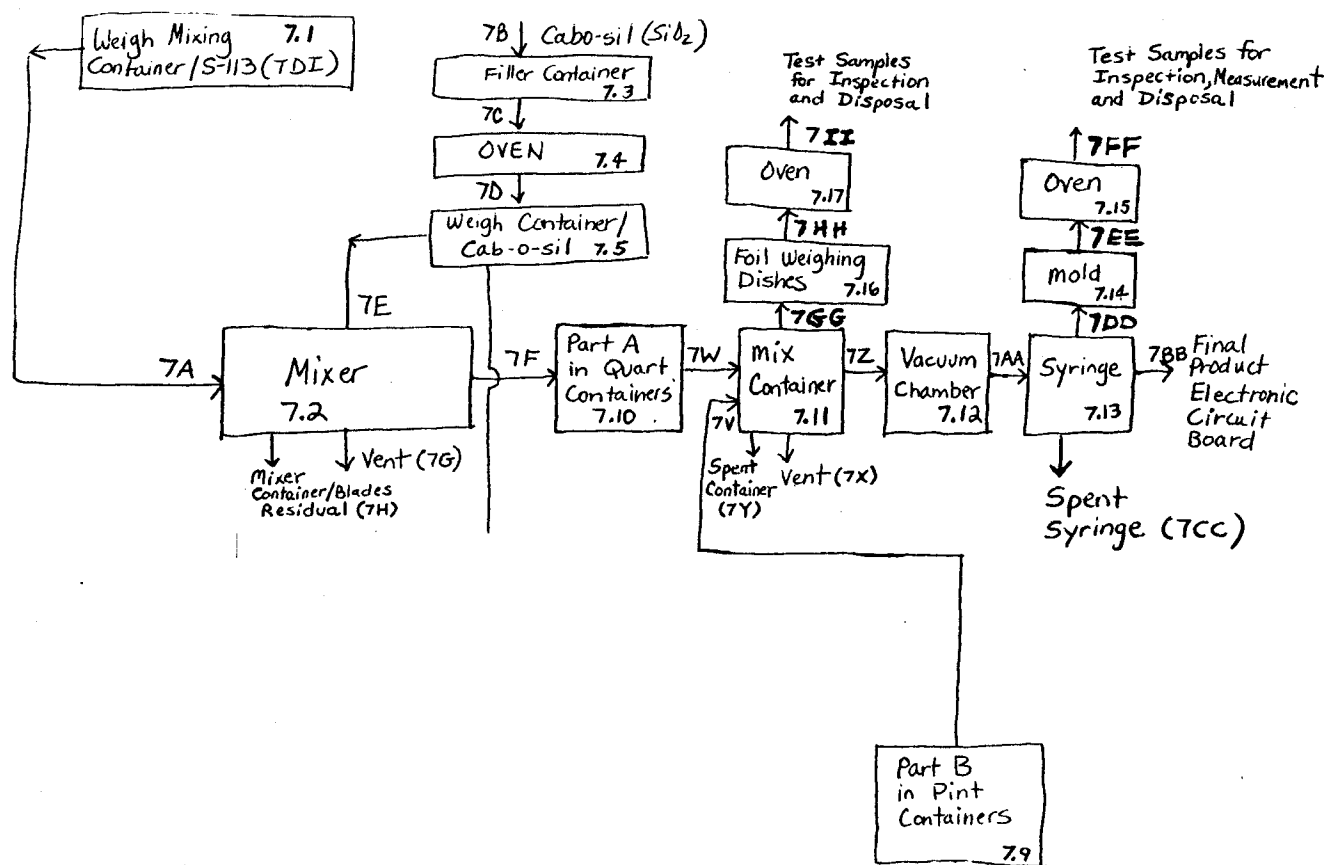 Weigh Mixing 7.1
Container/S-113(TDI)
7B Cabo-sil (SiO2)
Filler Container
7.3
7C
OVEN 7.4
7D
Weigh Container/
Cab-o-sil 7.5
7E
7A
Mixer
7.2
Vent (7G)
Mixer
Container/Blades
Residual (7H)
7F
Part A
in Quart
Containers
7.10
7W
7V
mix
Container
7.11
Spent
Container
(7Y)
Vent (7X)
7GG
Foil Weighing
Dishes 7.16
7HH
Oven
7.17
7II
Test Samples
for Inspection
and Disposal
7Z
Vacuum
Chamber
7.12
7AA
Syringe
7.13
7DD
mold
7.14
7EE
Oven
7.15
7FF
Test Samples for
Inspection, Measurement
and Disposal
7BB Final
Product
Electronic
Circuit
Board
Spent
Syringe (7CC)
Part B
in Pint
Containers
7.9